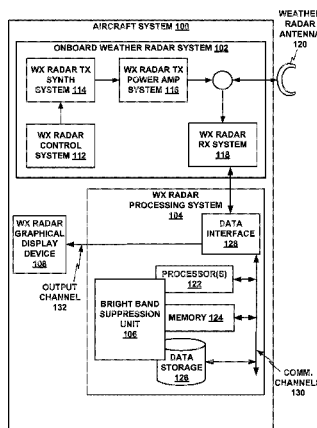 AIRCRAFT SYSTEM 100
WEATHER
RADAR
ANTENNA
120
ONBOARD WEATHER RADAR SYSTEM 102
WX RADAR TX
SYNTH
SYSTEM 114
WX RADAR TX
POWER AMP
SYSTEM 116
WX RADAR
CONTROL
SYSTEM 112
WX RADAR
RX SYSTEM
118
WX RADAR
PROCESSING SYSTEM
104
WX RADAR
GRAPHICAL
DISPLAY
DEVICE
108
DATA
INTERFACE
128
OUTPUT
CHANNEL
132
PROCESSOR(S)
122
BRIGHT BAND
SUPPRESSION
UNIT
106
MEMORY 124
DATA
STORAGE
126
COMM.
CHANNELS
130